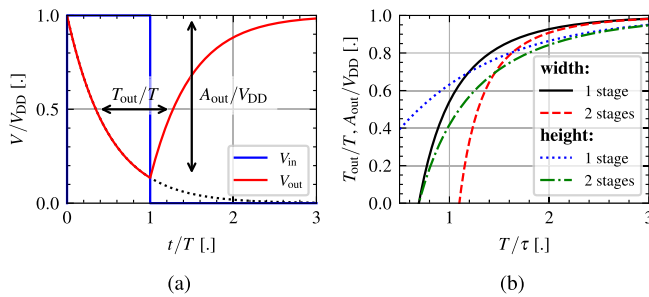 1.0
0.5
0.0
V/V_DD [.]
T_out/T
A_out/V_DD
V_in
V_out
0
1
2
3
t/T [.]
(a)
1.0
0.8
0.6
0.4
0.2
0.0
T_out/T, A_out/V_DD [.]
width:
1 stage
2 stages
height:
1 stage
2 stages
1
2
3
T/τ [.]
(b)